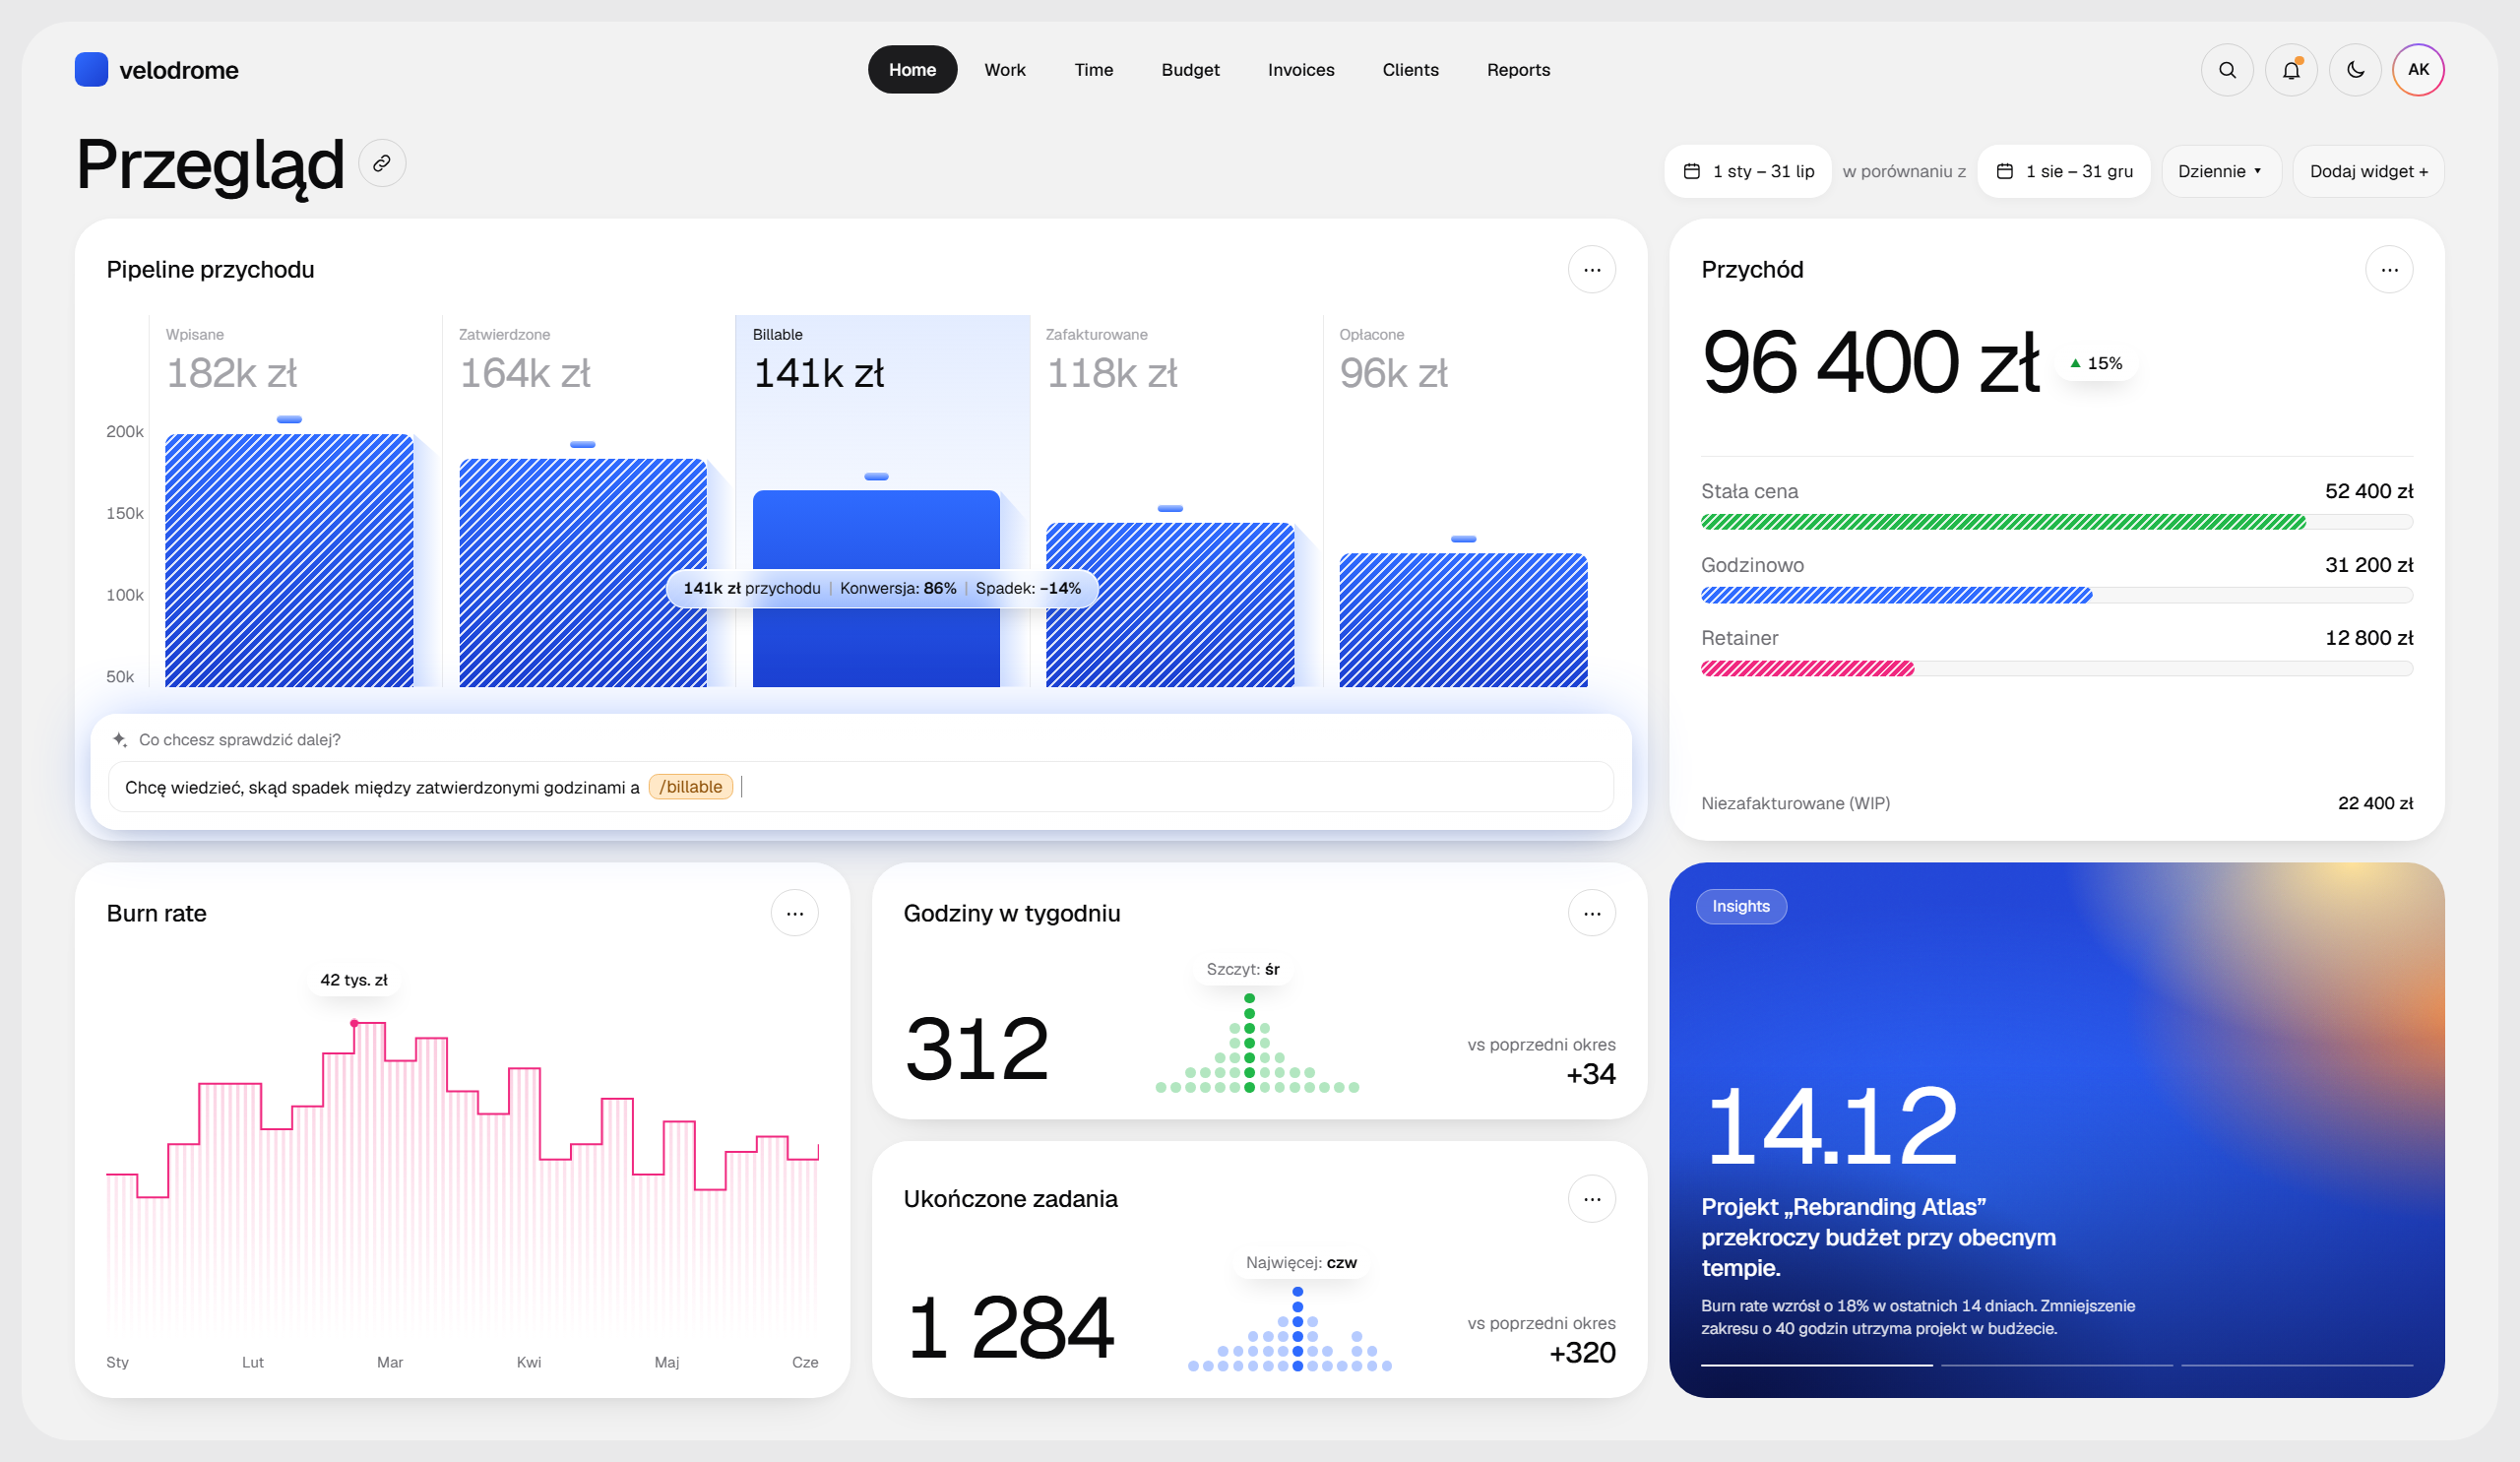 velodrome
Home
Work
Time
Budget
Invoices
Clients
Reports
AK
Przegląd
1 sty – 31 lip
w porównaniu z
1 sie – 31 gru
Dziennie
Dodaj widget +
Pipeline przychodu
Wpisane
182k zł
Zatwierdzone
164k zł
Billable
141k zł
Zafakturowane
118k zł
Opłacone
96k zł
200k
150k
100k
50k
141k zł przychodu | Konwersja: 86% | Spadek: −14%
Co chcesz sprawdzić dalej?
Chcę wiedzieć, skąd spadek między zatwierdzonymi godzinami a /billable
Przychód
96 400 zł
15%
Stała cena
52 400 zł
Godzinowo
31 200 zł
Retainer
12 800 zł
Niezafakturowane (WIP)
22 400 zł
Burn rate
42 tys. zł
Sty
Lut
Mar
Kwi
Maj
Cze
Godziny w tygodniu
312
Szczyt: śr
vs poprzedni okres
+34
Ukończone zadania
1 284
Najwięcej: czw
vs poprzedni okres
+320
Insights
14.12
Projekt „Rebranding Atlas”
przekroczy budżet przy obecnym
tempie.
Burn rate wzrósł o 18% w ostatnich 14 dniach. Zmniejszenie
zakresu o 40 godzin utrzyma projekt w budżecie.